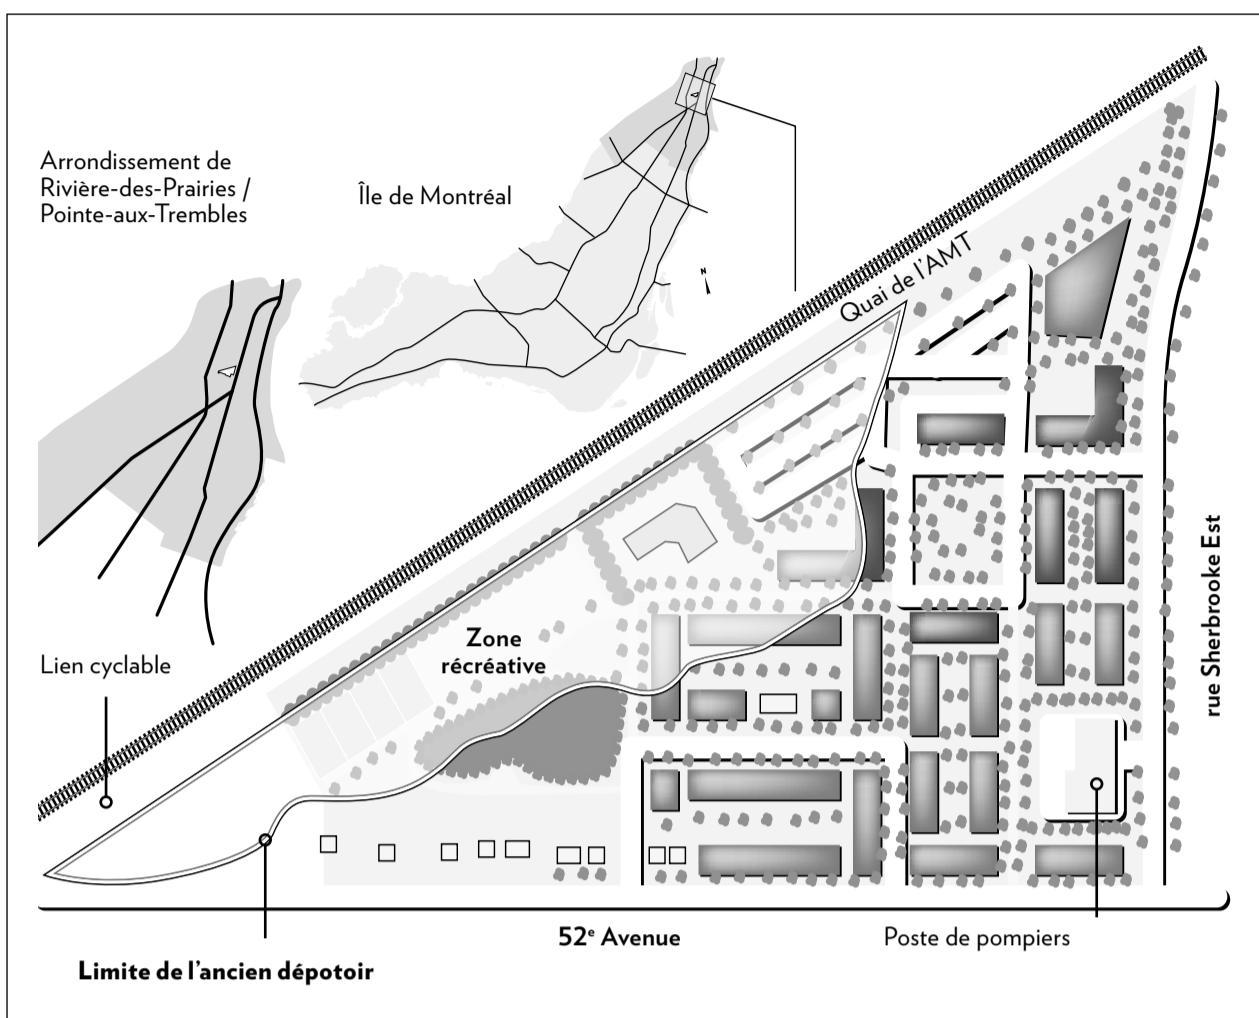 Arrondissement de
Rivière-des-Prairies /
Pointe-aux-Trembles
Île de Montréal
N
Quai de l'AMT
Zone
récréative
Lien cyclable
rue Sherbrooke Est
52e Avenue
Poste de pompiers
Limite de l'ancien dépotoir